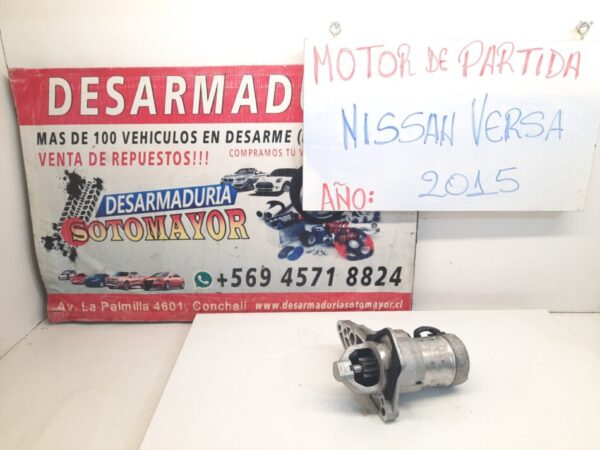 DESARMADU
MAS DE 100 VEHICULOS EN DESARME (
VENTA DE REPUESTOS!!! COMPRAMOS TU V
DESARMADURIA
SOTOMAYOR
+569 4571 8824
Av. La Palmilla 4601, Conchalí www.desarmaduriasotomayor.cl
MOTOR DE PARTIDA
NISSAN VERSA
AÑO: 2015